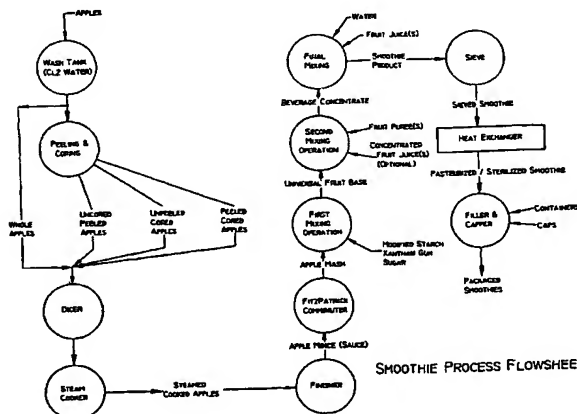 APPLES
WASH TANK
(CL2 WATER)
PEELING &
CORING
WHOLE
APPLES
UNCORED
PEELED
APPLES
UNPEELED
CORED
APPLES
PEELED
CORED
APPLES
DICER
STEAM
COOKER
STEAMED
COOKED APPLES
FINISHER
APPLE MINCE (SAUCE)
FITZPATRICK
COMMINUTER
APPLE MASH
FIRST
MIXING
OPERATION
MODIFIED STARCH
XANTHAN GUM
SUGAR
UNIVERSAL FRUIT BASE
SECOND
MIXING
OPERATION
FRUIT PUREE(S)
CONCENTRATED
FRUIT JUICE(S)
(OPTIONAL)
BEVERAGE CONCENTRATE
FINAL
MIXING
WATER
FRUIT JUICE(S)
SMOOTHIE
PRODUCT
SIEVE
SIEVED SMOOTHIE
HEAT EXCHANGER
PASTEURIZED / STERILIZED SMOOTHIE
FILLER &
CAPPER
CONTAINERS
CAPS
PACKAGED
SMOOTHIES
SMOOTHIE PROCESS FLOWSHEE